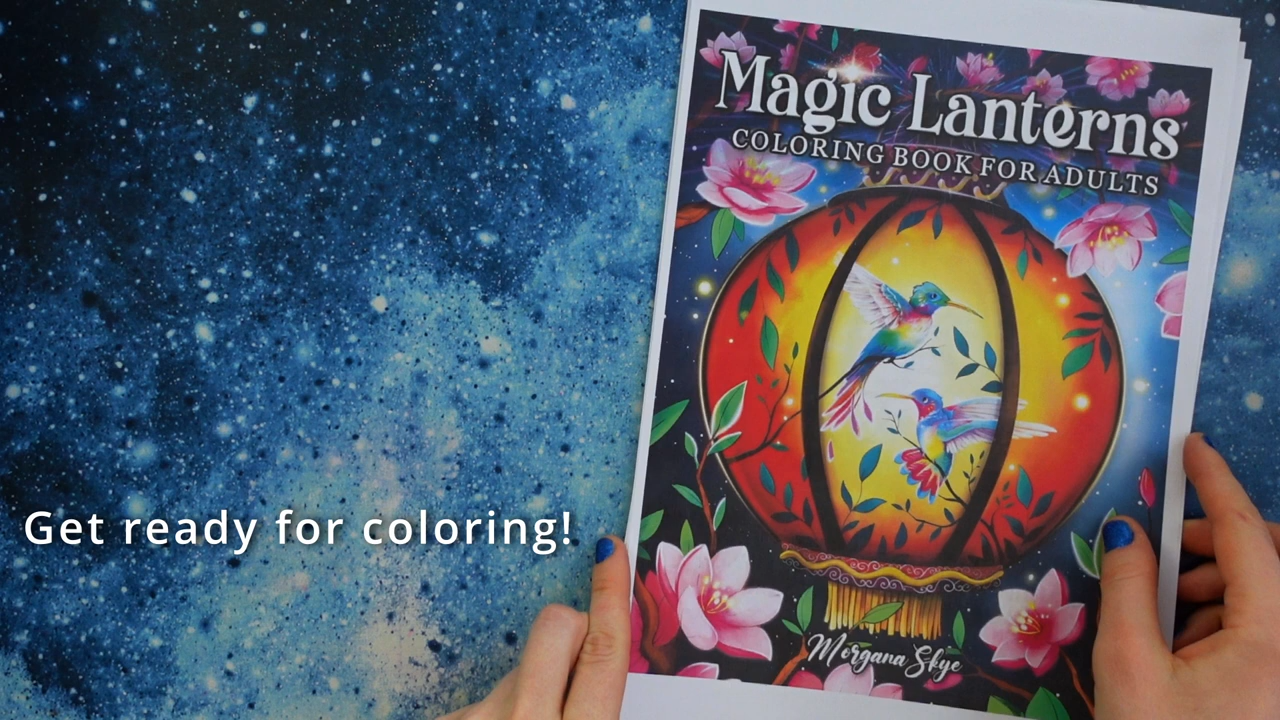 Magic Lanterns
COLORING BOOK FOR ADULTS
Get ready for coloring!
Morgana Skye